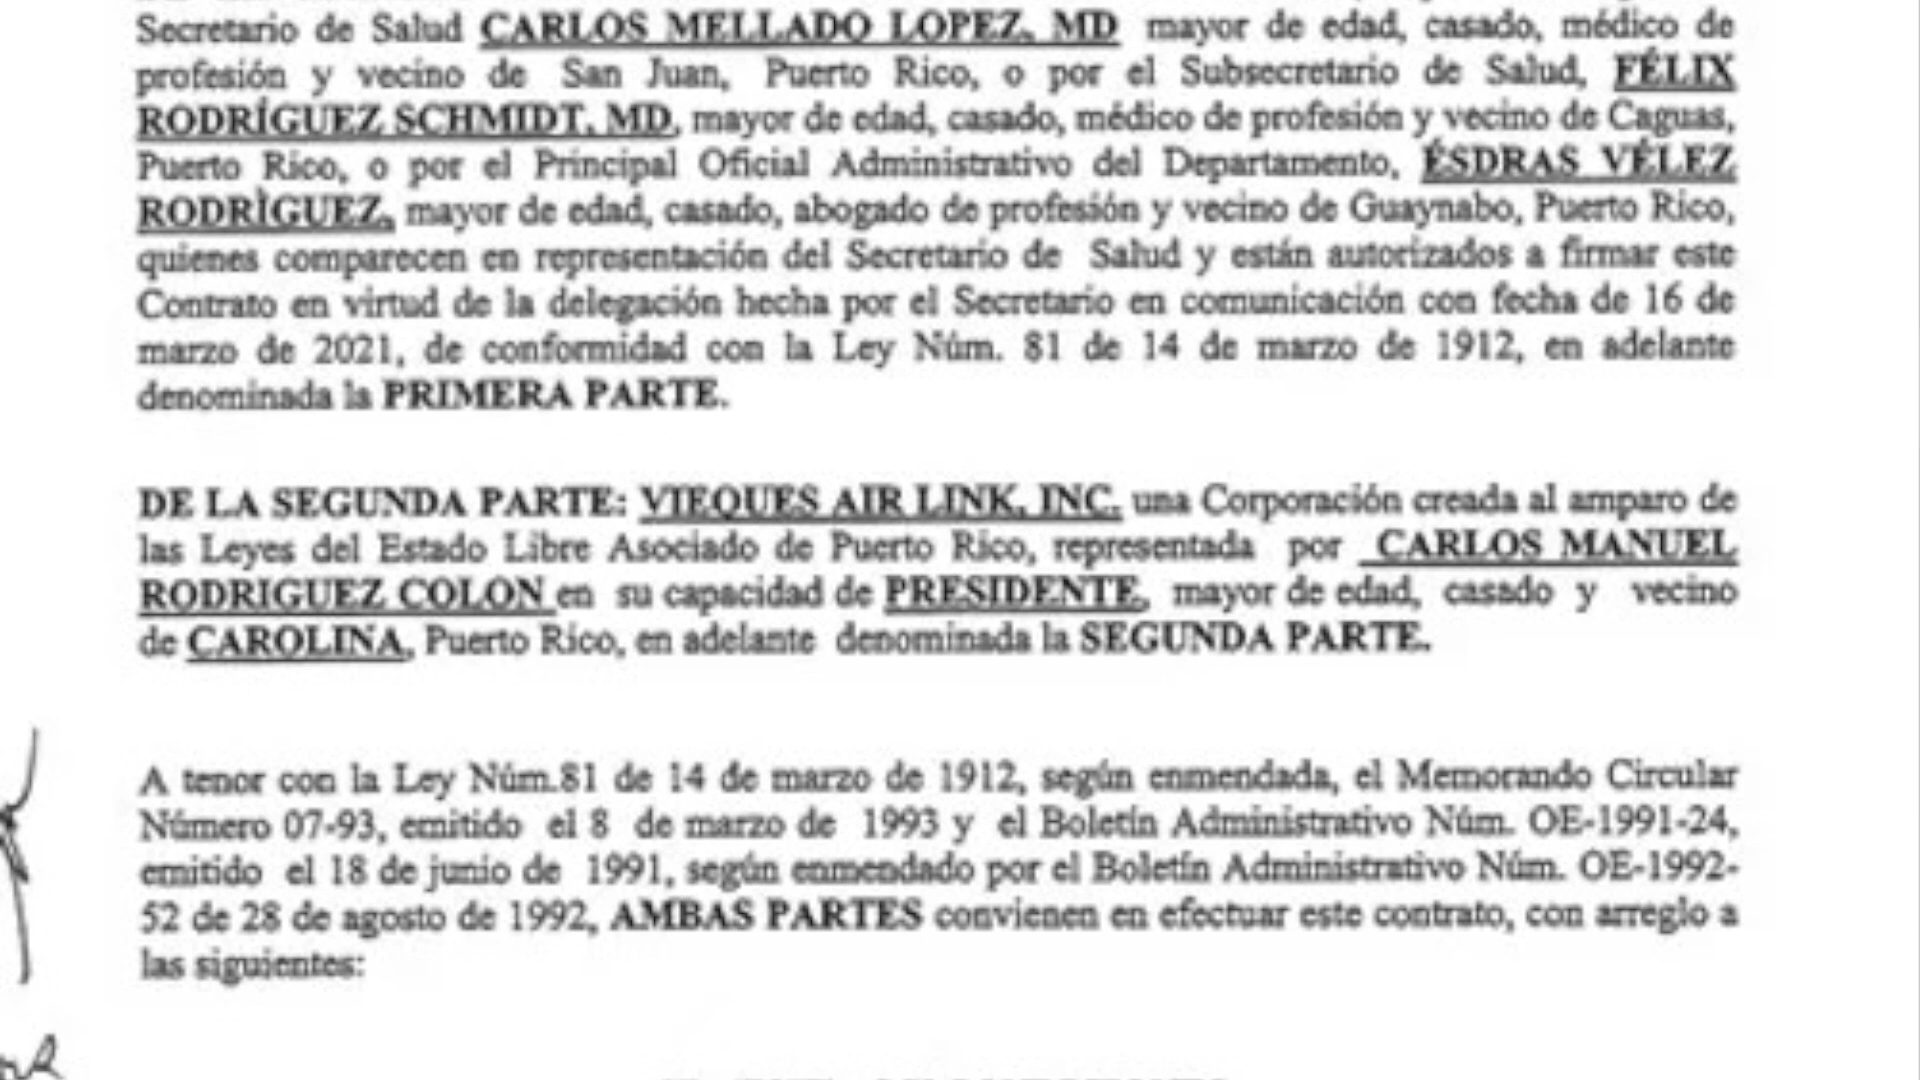 Secretario de Salud CARLOS MELLADO LOPEZ, MD mayor de edad, casado, médico de
profesión y vecino de San Juan, Puerto Rico, o por el Subsecretario de Salud, FÉLIX
RODRÍGUEZ SCHMIDT, MD, mayor de edad, casado, médico de profesión y vecino de Caguas,
Puerto Rico, o por el Principal Oficial Administrativo del Departamento, ÉSDRAS VÉLEZ
RODRÌGUEZ, mayor de edad, casado, abogado de profesión y vecino de Guaynabo, Puerto Rico,
quienes comparecen en representación del Secretario de Salud y están autorizados a firmar este
Contrato en virtud de la delegación hecha por el Secretario en comunicación con fecha de 16 de
marzo de 2021, de conformidad con la Ley Núm. 81 de 14 de marzo de 1912, en adelante
denominada la PRIMERA PARTE.
DE LA SEGUNDA PARTE: VIEQUES AIR LINK, INC. una Corporación creada al amparo de
las Leyes del Estado Libre Asociado de Puerto Rico, representada por CARLOS MANUEL
RODRIGUEZ COLON en su capacidad de PRESIDENTE, mayor de edad, casado y vecino
de CAROLINA, Puerto Rico, en adelante denominada la SEGUNDA PARTE.
A tenor con la Ley Núm.81 de 14 de marzo de 1912, según enmendada, el Memorando Circular
Número 07-93, emitido el 8 de marzo de 1993 y el Boletín Administrativo Núm. OE-1991-24,
emitido el 18 de junio de 1991, según enmendado por el Boletín Administrativo Núm. OE-1992-
52 de 28 de agosto de 1992, AMBAS PARTES convienen en efectuar este contrato, con arreglo a
las siguientes: